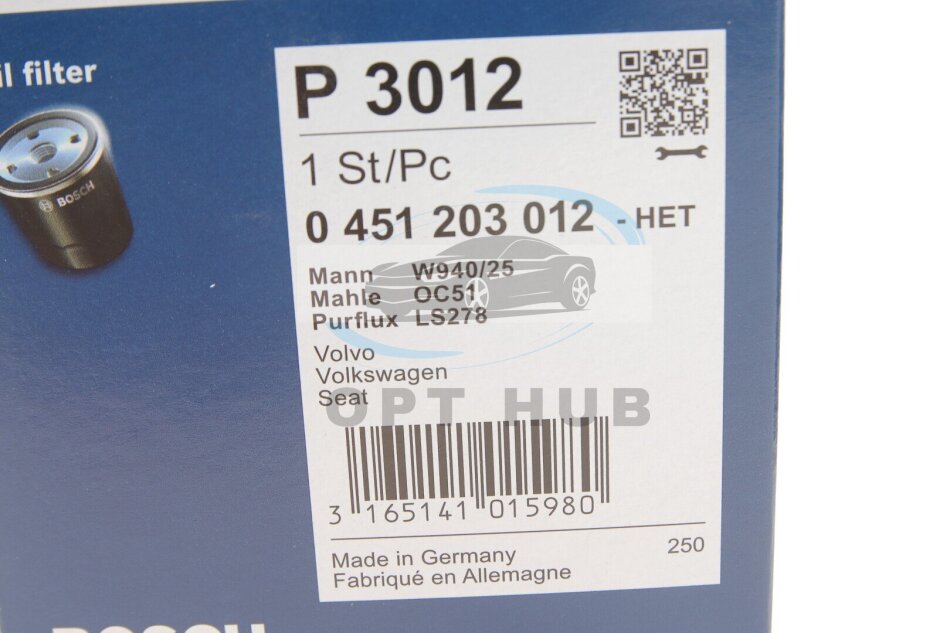 il filter
BOSCH
P 3012
1 St/Pc
0 451 203 012 - HET
Mann W940/25
Mahle OC51
Purflux LS278
Volvo
Volkswagen
Seat
OPT HUB
3 165141 015980
Made in Germany 250
Fabriqué en Allemagne
BOSCH